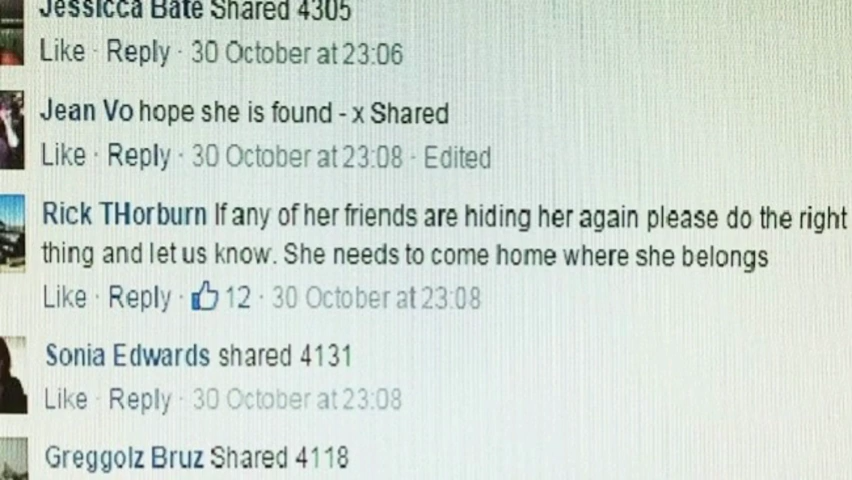 Jessicca Bate Shared 4305
Like · Reply · 30 October at 23:06
Jean Vo hope she is found - x Shared
Like · Reply · 30 October at 23:08 · Edited
Rick THorburn If any of her friends are hiding her again please do the right
thing and let us know. She needs to come home where she belongs
Like · Reply · 12 · 30 October at 23:08
Sonia Edwards shared 4131
Like · Reply · 30 October at 23:08
Greggolz Bruz Shared 4118